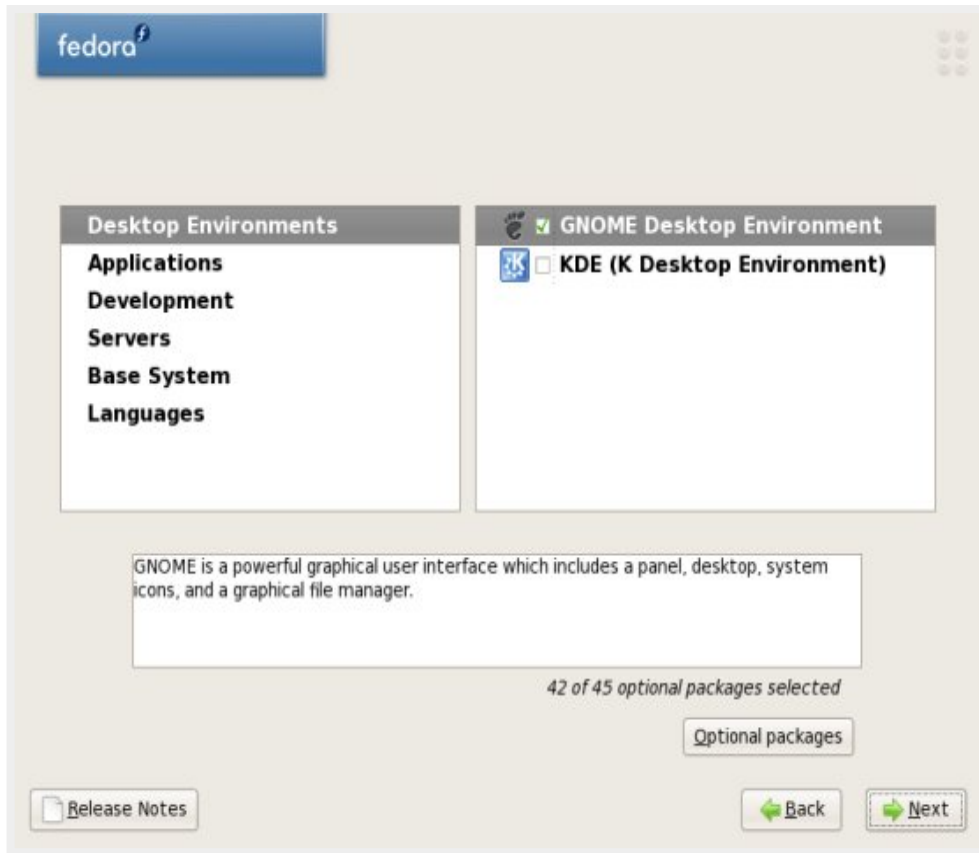 fedora
Desktop Environments
Applications
Development
Servers
Base System
Languages
GNOME Desktop Environment
KDE (K Desktop Environment)
GNOME is a powerful graphical user interface which includes a panel, desktop, system
icons, and a graphical file manager.
42 of 45 optional packages selected
Optional packages
Release Notes
Back
Next